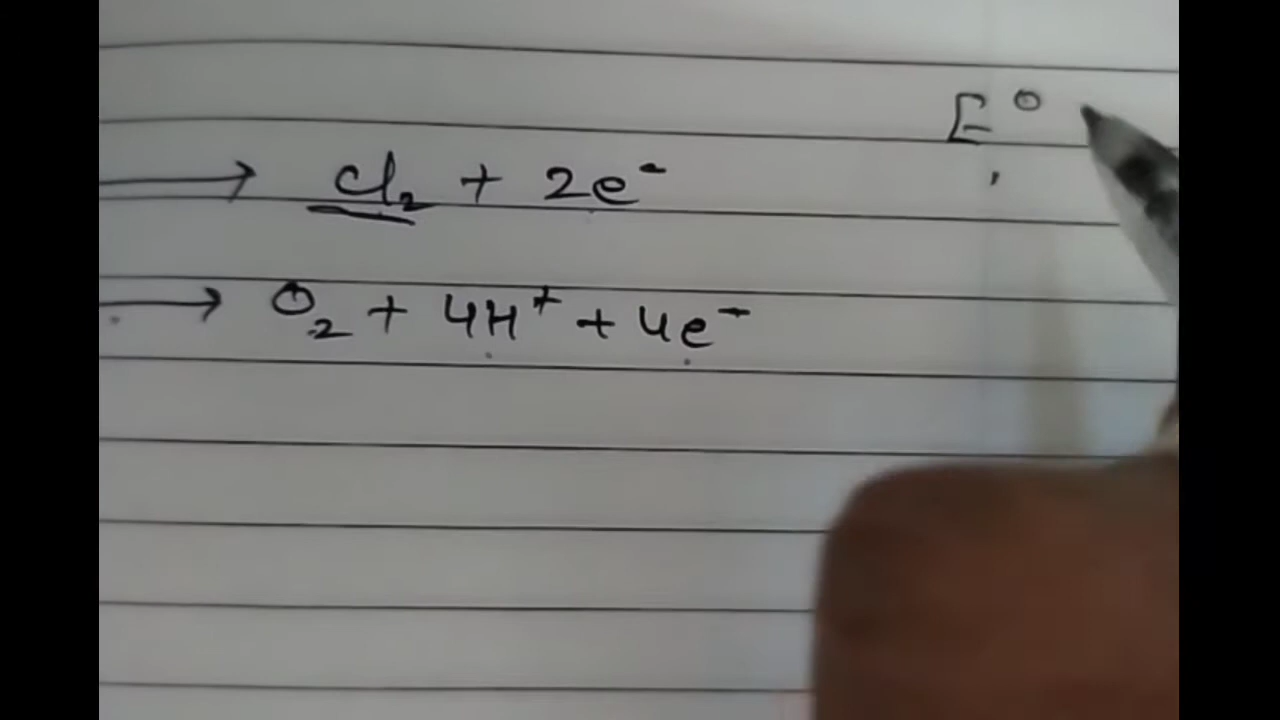 E°
→ Cl₂ + 2e⁻
→ O₂ + 4H⁺ + 4e⁻